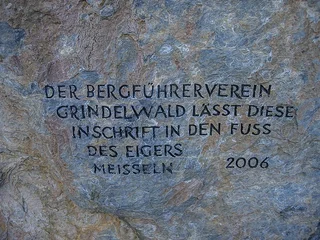 DER BERGFÜHRERVEREIN
GRINDELWALD LÄSST DIESE
INSCHRIFT IN DEN FUSS
DES EIGERS
MEISSELN 2006